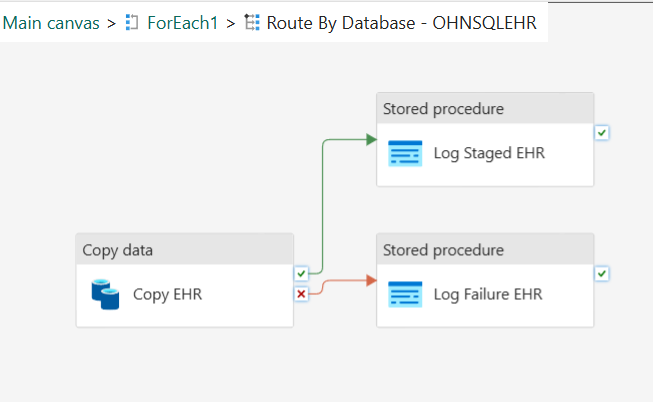 Main canvas > ForEach1 > Route By Database - OHNSQLEHR
Stored procedure
Log Staged EHR
Copy data
Copy EHR
Stored procedure
Log Failure EHR